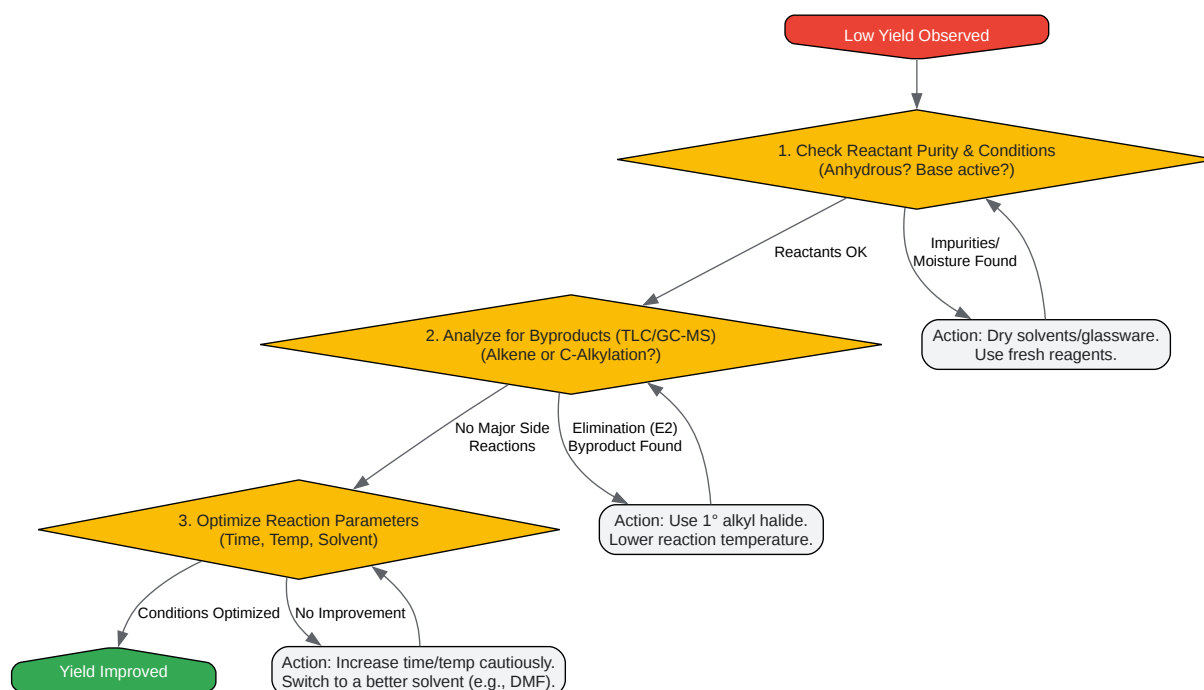 Low Yield Observed
1. Check Reactant Purity & Conditions
(Anhydrous? Base active?)
Reactants OK
Impurities/
Moisture Found
Action: Dry solvents/glassware.
Use fresh reagents.
2. Analyze for Byproducts (TLC/GC-MS)
(Alkene or C-Alkylation?)
No Major Side
Reactions
Elimination (E2)
Byproduct Found
Action: Use 1° alkyl halide.
Lower reaction temperature.
3. Optimize Reaction Parameters
(Time, Temp, Solvent)
Conditions Optimized
No Improvement
Yield Improved
Action: Increase time/temp cautiously.
Switch to a better solvent (e.g., DMF).